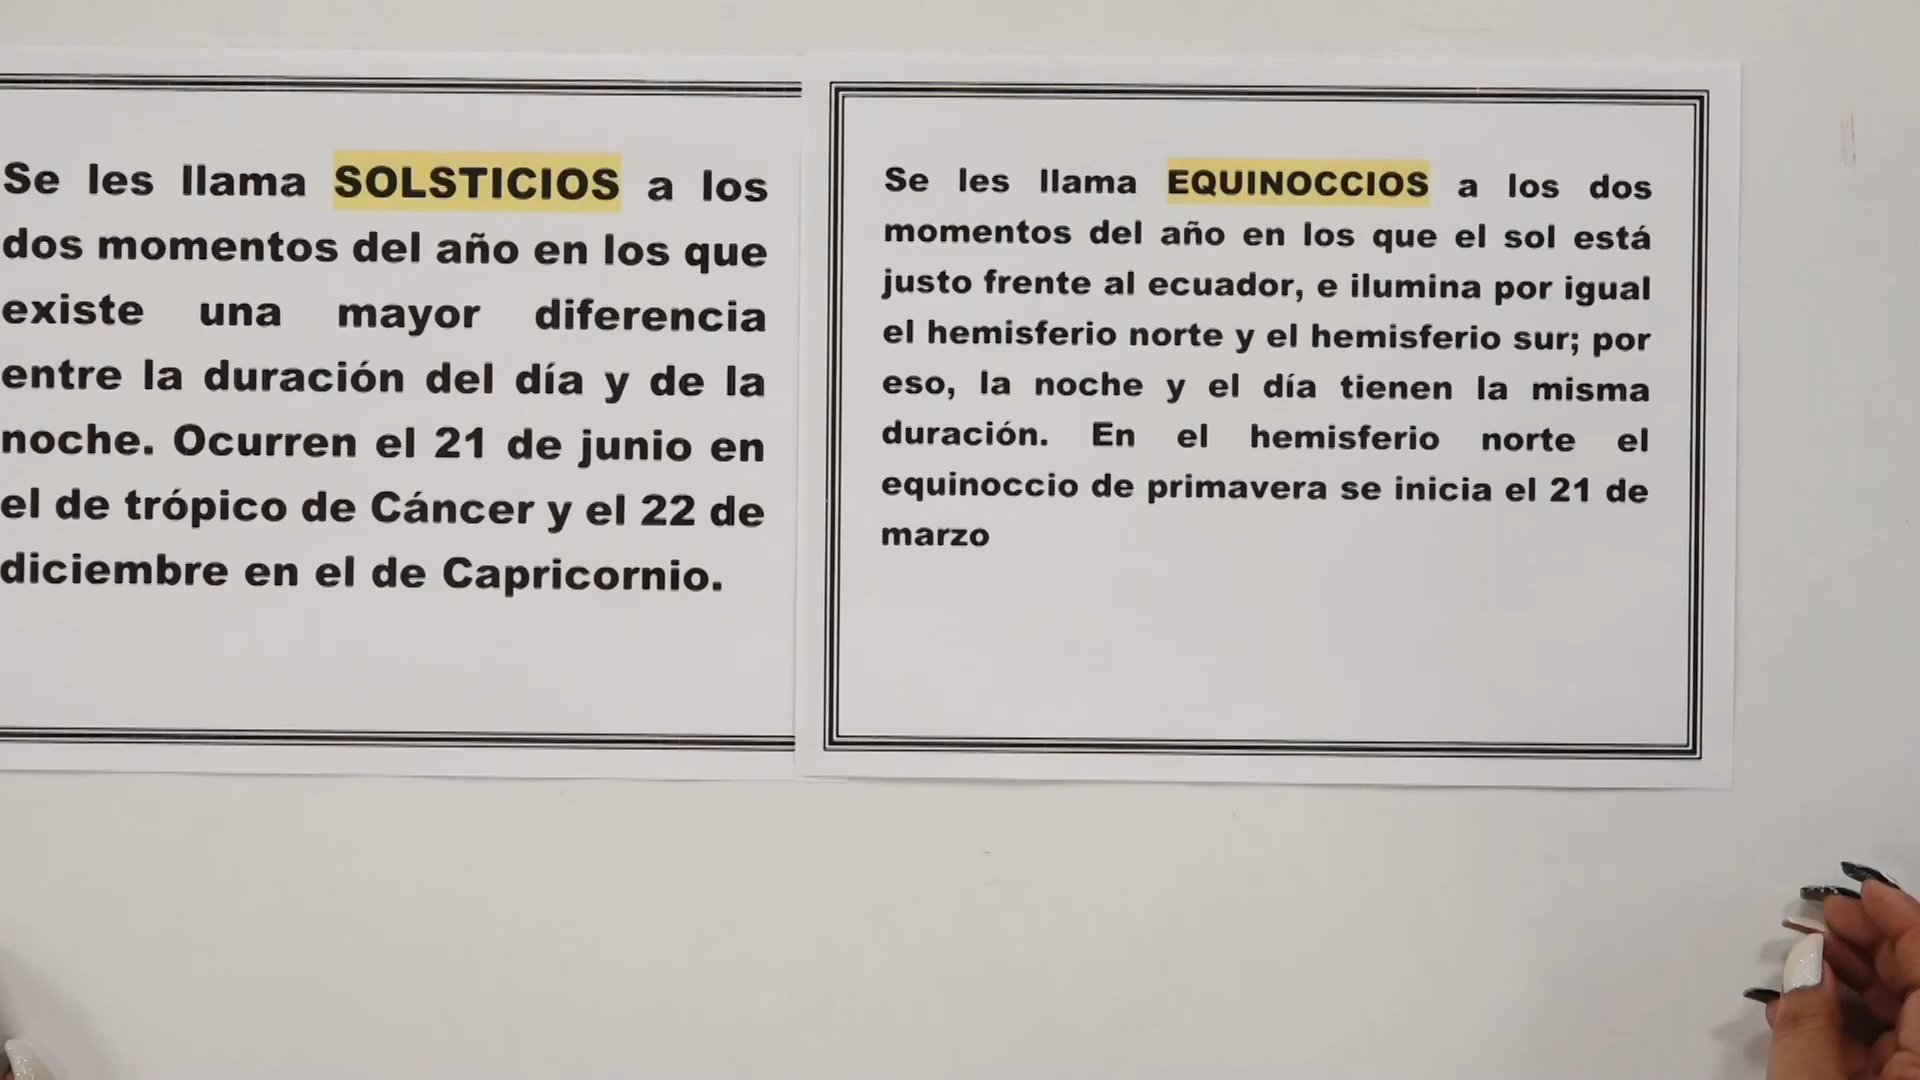 Se les llama SOLSTICIOS a los
dos momentos del año en los que
existe una mayor diferencia
entre la duración del día y de la
noche. Ocurren el 21 de junio en
el de trópico de Cáncer y el 22 de
diciembre en el de Capricornio.
Se les llama EQUINOCCIOS a los dos
momentos del año en los que el sol está
justo frente al ecuador, e ilumina por igual
el hemisferio norte y el hemisferio sur; por
eso, la noche y el día tienen la misma
duración. En el hemisferio norte el
equinoccio de primavera se inicia el 21 de
marzo